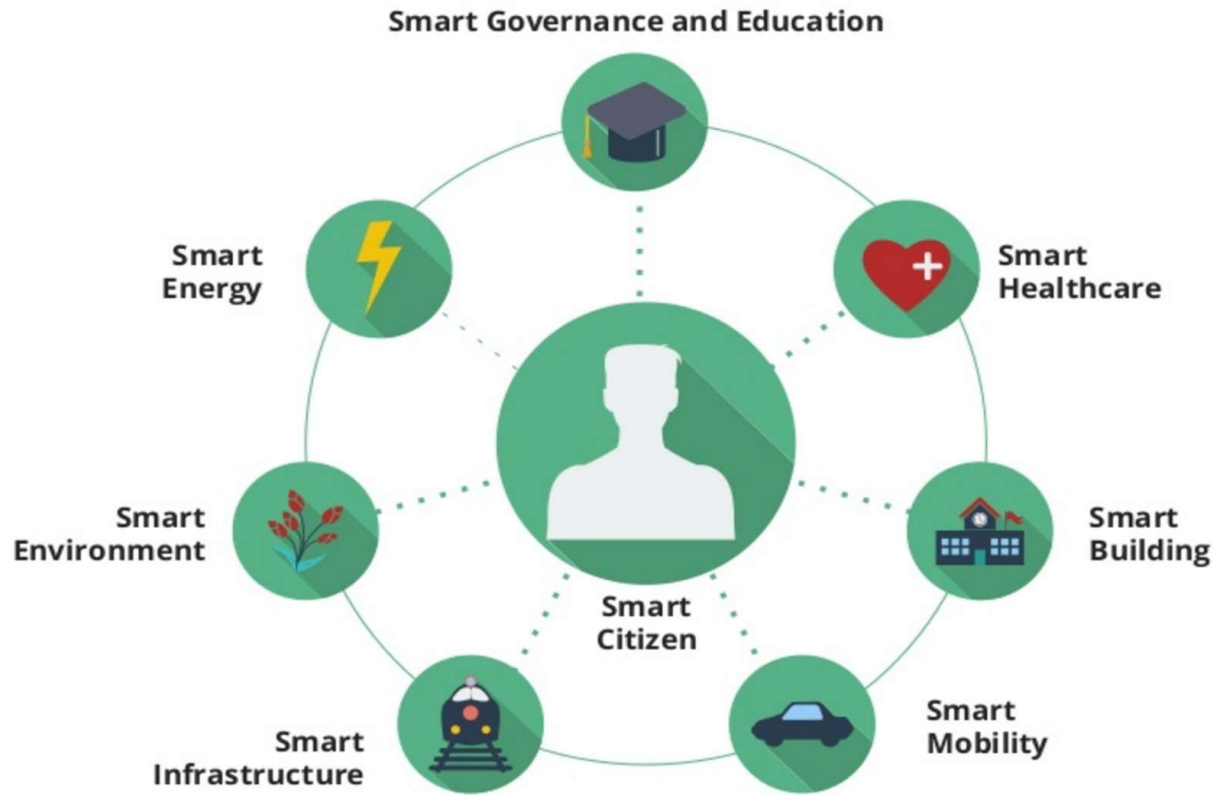 Smart Governance and Education
Smart
Energy
Smart
Healthcare
Smart
Environment
Smart
Building
Smart
Citizen
Smart
Infrastructure
Smart
Mobility